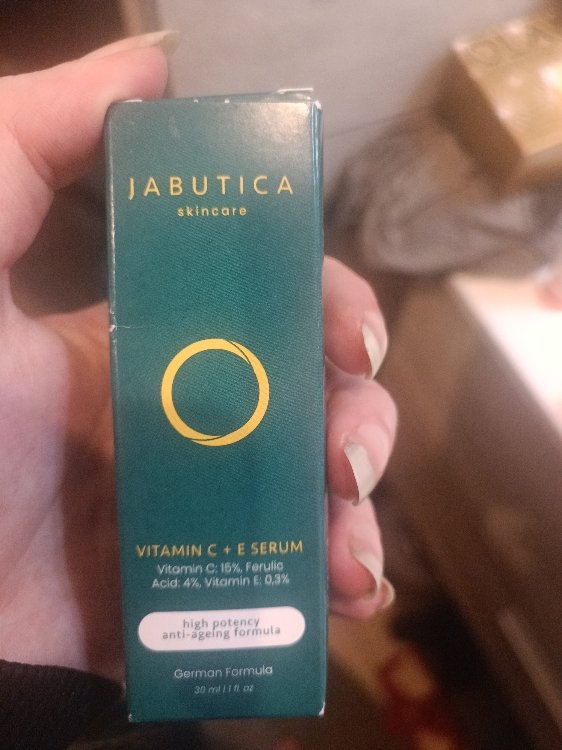 JABUTICA
skincare
VITAMIN C + E SERUM
Vitamin C: 15%, Ferulic
Acid: 4%, Vitamin E: 0,3%
high potency
anti-ageing formula
German Formula
30 ml | 1 fl. oz
OLA